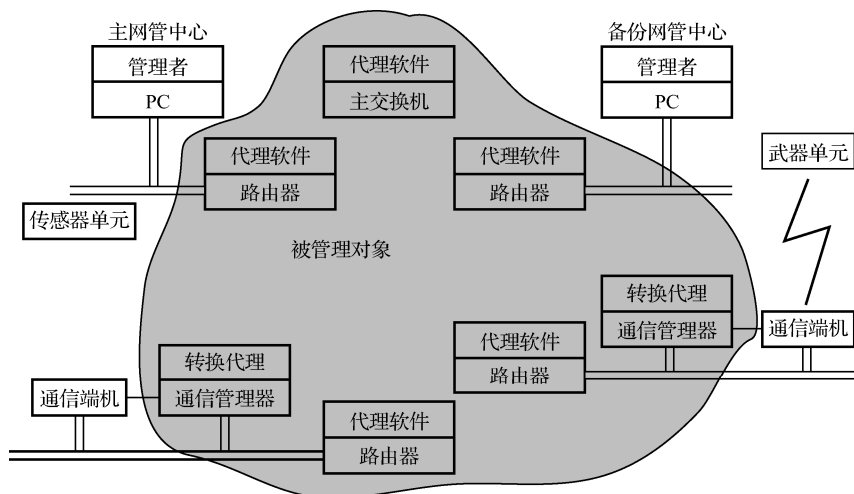 主网管中心
管理者
PC
代理软件
主交换机
备份网管中心
管理者
PC
代理软件
路由器
代理软件
路由器
武器单元
传感器单元
被管理对象
转换代理
通信管理器
通信端机
代理软件
路由器
转换代理
通信管理器
通信端机
代理软件
路由器